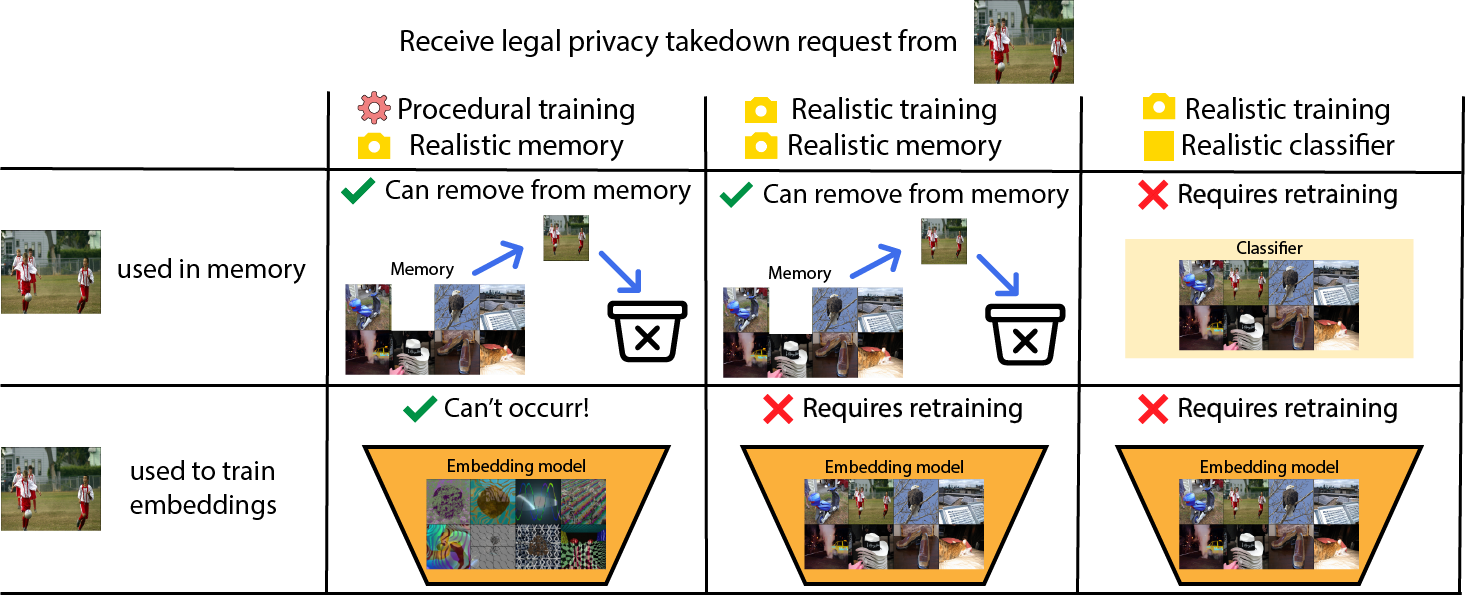 Receive legal privacy takedown request from
Procedural training
Realistic memory
Realistic training
Realistic memory
Realistic training
Realistic classifier
used in memory
Can remove from memory
Memory
Can remove from memory
Memory
Requires retraining
Classifier
used to train
embeddings
Can't occurr!
Embedding model
Requires retraining
Embedding model
Requires retraining
Embedding model